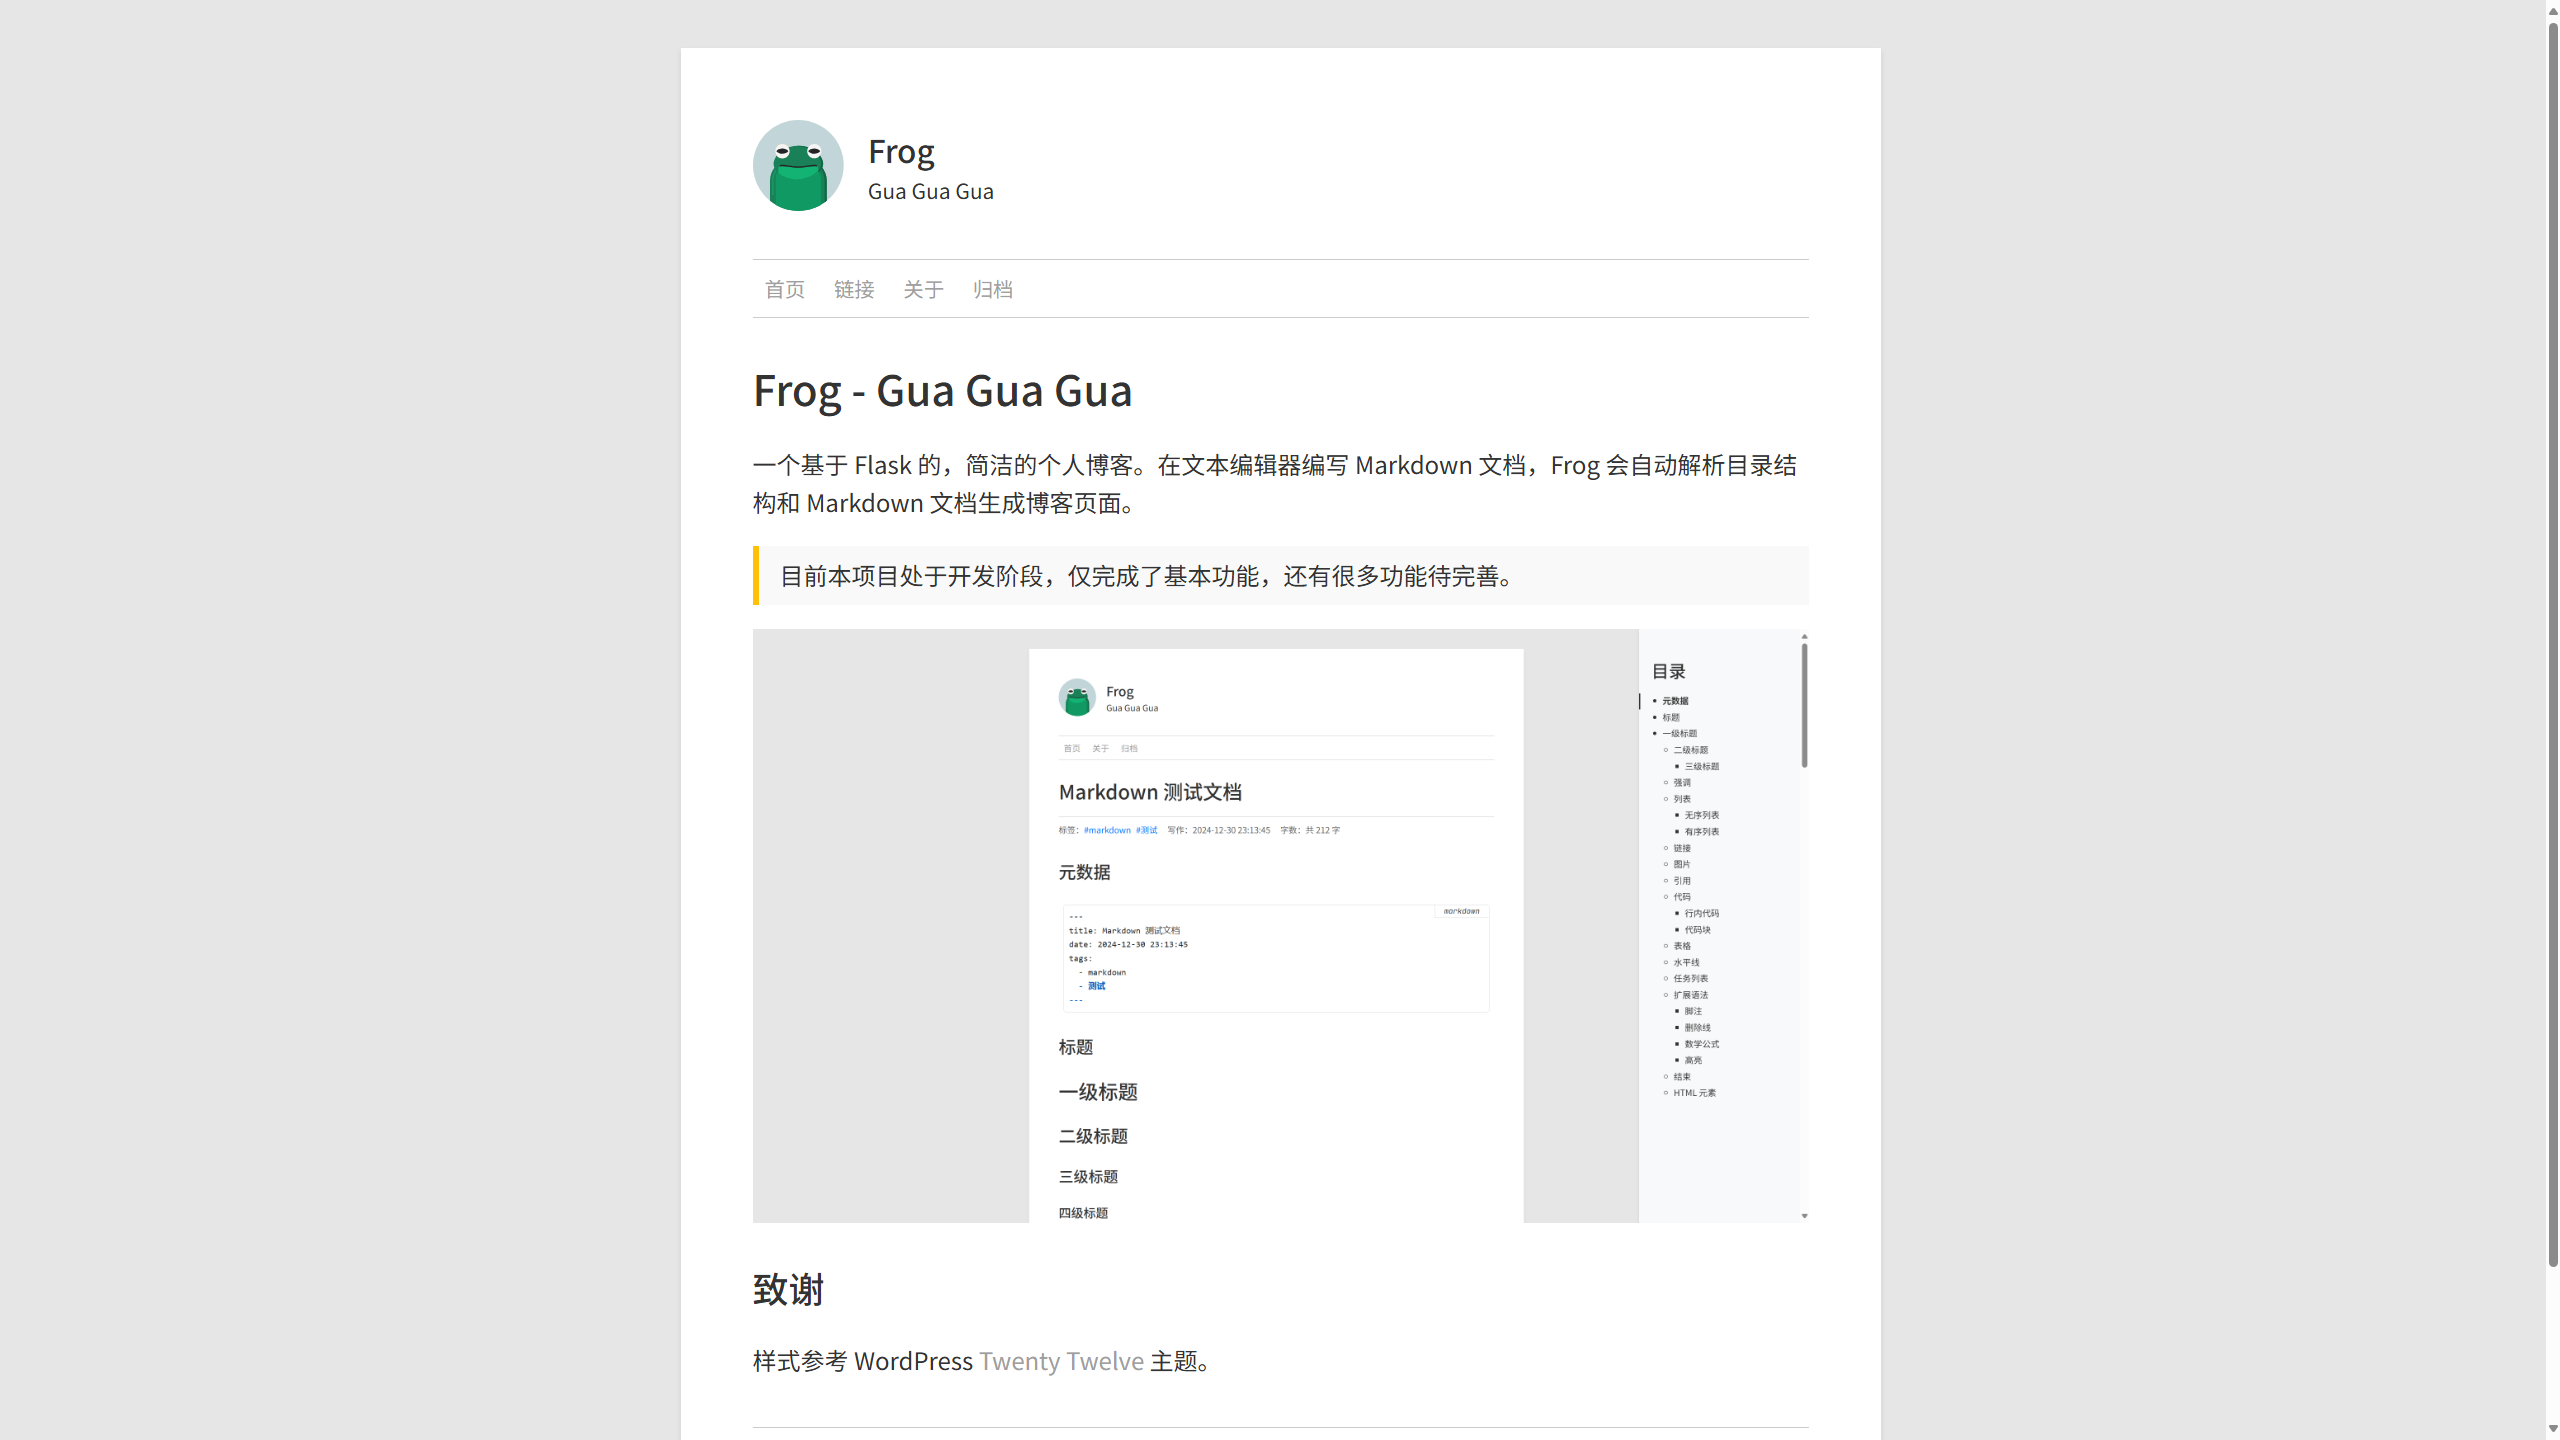 Frog
Gua Gua Gua
首页 链接 关于 归档
Frog - Gua Gua Gua
一个基于 Flask 的，简洁的个人博客。在文本编辑器编写 Markdown 文档，Frog 会自动解析目录结
构和 Markdown 文档生成博客页面。
目前本项目处于开发阶段，仅完成了基本功能，还有很多功能待完善。
Frog
Gua Gua Gua
首页 关于 归档
Markdown 测试文档
标签：#markdown #测试 写作：2024-12-30 23:13:45 字数：共 212 字
元数据
markdown
---
title: Markdown 测试文档
date: 2024-12-30 23:13:45
tags:
- markdown
- 测试
---
标题
一级标题
二级标题
三级标题
四级标题
目录
元数据
标题
一级标题
二级标题
三级标题
强调
列表
无序列表
有序列表
链接
图片
引用
代码
行内代码
代码块
表格
水平线
任务列表
扩展语法
脚注
删除线
数学公式
高亮
结束
HTML 元素
致谢
样式参考 WordPress Twenty Twelve 主题。